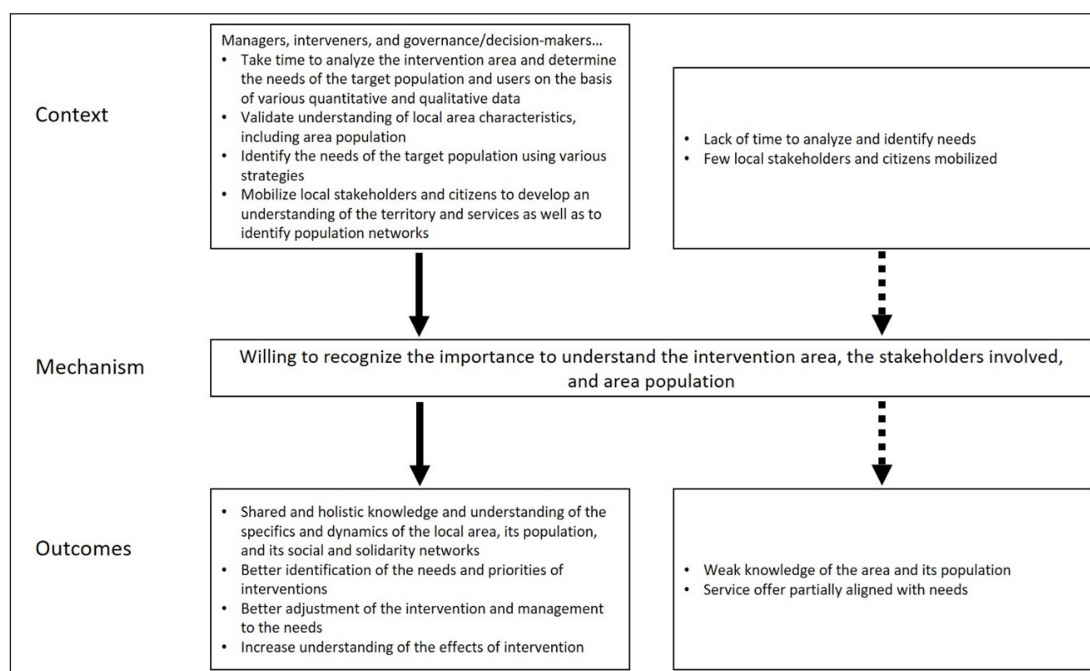 Context
Managers, interveners, and governance/decision-makers…
• Take time to analyze the intervention area and determine
the needs of the target population and users on the basis
of various quantitative and qualitative data
• Validate understanding of local area characteristics,
including area population
• Identify the needs of the target population using various
strategies
• Mobilize local stakeholders and citizens to develop an
understanding of the territory and services as well as to
identify population networks
• Lack of time to analyze and identify needs
• Few local stakeholders and citizens mobilized
Mechanism
Willing to recognize the importance to understand the intervention area, the stakeholders involved,
and area population
Outcomes
• Shared and holistic knowledge and understanding of the
specifics and dynamics of the local area, its population,
and its social and solidarity networks
• Better identification of the needs and priorities of
interventions
• Better adjustment of the intervention and management
to the needs
• Increase understanding of the effects of intervention
• Weak knowledge of the area and its population
• Service offer partially aligned with needs